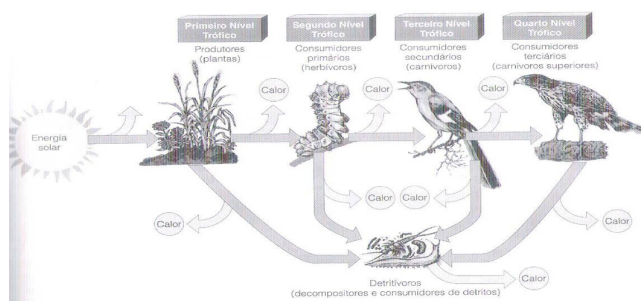 Primeiro Nível
Trófico
Segundo Nível
Trófico
Terceiro Nível
Trófico
Quarto Nível
Trófico
Produtores
(plantas)
Consumidores
primários
(herbívoros)
Consumidores
secundários
(carnívoros)
Consumidores
terciários
(carnívoros superiores)
Calor
Calor
Calor
Energia
solar
Calor
Calor
Calor
Calor
Calor
Detritívoros
(decompositores e consumidores de detritos)